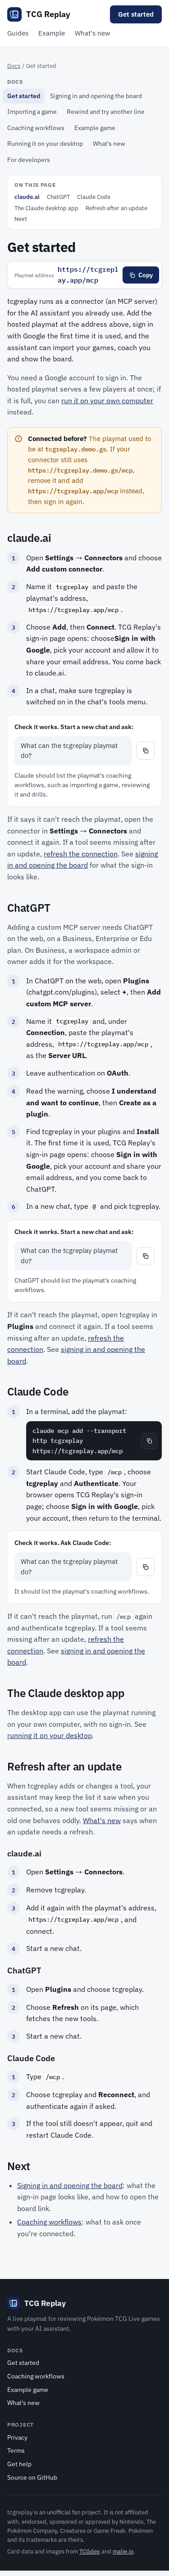 TCG Replay
Get started
Guides Example What's new
Docs / Get started
DOCS
Get started Signing in and opening the board
Importing a game Rewind and try another line
Coaching workflows Example game
Running it on your desktop What's new
For developers
ON THIS PAGE
claude.ai ChatGPT Claude Code
The Claude desktop app Refresh after an update
Next
Get started
Playmat address https://tcgrepl
ay.app/mcp Copy
tcgreplay runs as a connector (an MCP server)
for the AI assistant you already use. Add the
hosted playmat at the address above, sign in
with Google the first time it is used, and the
assistant can import your games, coach you
and show the board.
You need a Google account to sign in. The
hosted playmat serves a few players at once; if
it is full, you can run it on your own computer
instead.
Connected before? The playmat used to
be at tcgreplay.demo.gs. If your
connector still uses
https://tcgreplay.demo.gs/mcp,
remove it and add
https://tcgreplay.app/mcp instead,
then sign in again.
claude.ai
1 Open Settings → Connectors and choose
Add custom connector.
2 Name it tcgreplay and paste the
playmat's address,
https://tcgreplay.app/mcp .
3 Choose Add, then Connect. TCG Replay's
sign-in page opens: chooseSign in with
Google, pick your account and allow it to
share your email address. You come back
to claude.ai.
4 In a chat, make sure tcgreplay is
switched on in the chat's tools menu.
Check it works. Start a new chat and ask:
What can the tcgreplay playmat
do?
Claude should list the playmat's coaching
workflows, such as importing a game, reviewing
it and drills.
If it says it can't reach the playmat, open the
connector in Settings → Connectors and
connect it again. If a tool seems missing after
an update, refresh the connection. See signing
in and opening the board for what the sign-in
looks like.
ChatGPT
Adding a custom MCP server needs ChatGPT
on the web, on a Business, Enterprise or Edu
plan. On Business, a workspace admin or
owner adds it for the workspace.
1 In ChatGPT on the web, open Plugins
(chatgpt.com/plugins), select +, then Add
custom MCP server.
2 Name it tcgreplay and, under
Connection, paste the playmat's
address, https://tcgreplay.app/mcp ,
as the Server URL.
3 Leave authentication on OAuth.
4 Read the warning, choose I understand
and want to continue, then Create as a
plugin.
5 Find tcgreplay in your plugins and Install
it. The first time it is used, TCG Replay's
sign-in page opens: choose Sign in with
Google, pick your account and share your
email address, and you come back to
ChatGPT.
6 In a new chat, type @ and pick tcgreplay.
Check it works. Start a new chat and ask:
What can the tcgreplay playmat
do?
ChatGPT should list the playmat's coaching
workflows.
If it can't reach the playmat, open tcgreplay in
Plugins and connect it again. If a tool seems
missing after an update, refresh the
connection. See signing in and opening the
board.
Claude Code
1 In a terminal, add the playmat:
claude mcp add --transport
http tcgreplay
https://tcgreplay.app/mcp
2 Start Claude Code, type /mcp , choose
tcgreplay and Authenticate. Your
browser opens TCG Replay's sign-in
page; choose Sign in with Google, pick
your account, then return to the terminal.
Check it works. Ask Claude Code:
What can the tcgreplay playmat
do?
It should list the playmat's coaching workflows.
If it can't reach the playmat, run /mcp again
and authenticate tcgreplay. If a tool seems
missing after an update, refresh the
connection. See signing in and opening the
board.
The Claude desktop app
The desktop app can use the playmat running
on your own computer, with no sign-in. See
running it on your desktop.
Refresh after an update
When tcgreplay adds or changes a tool, your
assistant may keep the list it saw when you
connected, so a new tool seems missing or an
old one behaves oddly. What's new says when
an update needs a refresh.
claude.ai
1 Open Settings → Connectors.
2 Remove tcgreplay.
3 Add it again with the playmat's address,
https://tcgreplay.app/mcp , and
connect.
4 Start a new chat.
ChatGPT
1 Open Plugins and choose tcgreplay.
2 Choose Refresh on its page, which
fetches the new tools.
3 Start a new chat.
Claude Code
1 Type /mcp .
2 Choose tcgreplay and Reconnect, and
authenticate again if asked.
3 If the tool still doesn't appear, quit and
restart Claude Code.
Next
Signing in and opening the board: what the
sign-in page looks like, and how to open the
board link.
Coaching workflows: what to ask once
you're connected.
TCG Replay
A live playmat for reviewing Pokémon TCG Live games
with your AI assistant.
DOCS
Get started
Coaching workflows
Example game
What's new
PROJECT
Privacy
Terms
Get help
Source on GitHub
tcgreplay is an unofficial fan project. It is not affiliated
with, endorsed, sponsored or approved by Nintendo, The
Pokémon Company, Creatures or Game Freak. Pokémon
and its trademarks are theirs.
Card data and images from TCGdex and malie.io.